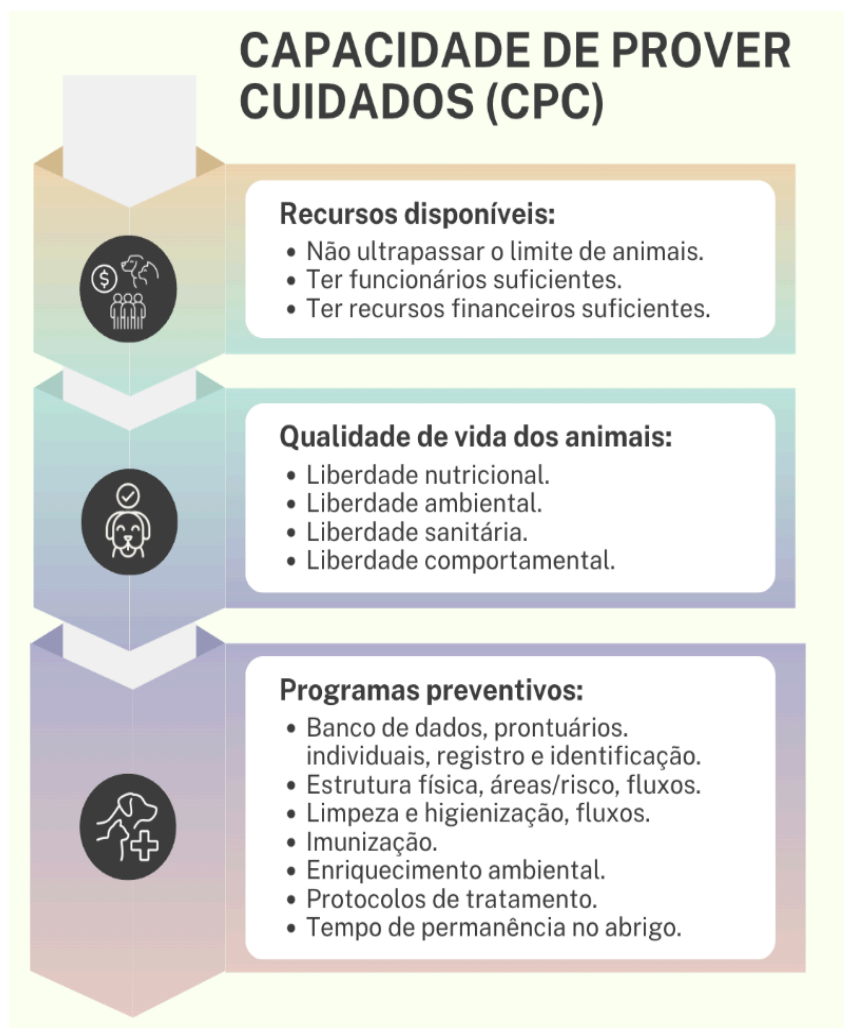 CAPACIDADE DE PROVER
CUIDADOS (CPC)
$
Recursos disponíveis:
• Não ultrapassar o limite de animais.
• Ter funcionários suficientes.
• Ter recursos financeiros suficientes.
Qualidade de vida dos animais:
• Liberdade nutricional.
• Liberdade ambiental.
• Liberdade sanitária.
• Liberdade comportamental.
Programas preventivos:
• Banco de dados, prontuários.
individuais, registro e identificação.
• Estrutura física, áreas/risco, fluxos.
• Limpeza e higienização, fluxos.
• Imunização.
• Enriquecimento ambiental.
• Protocolos de tratamento.
• Tempo de permanência no abrigo.